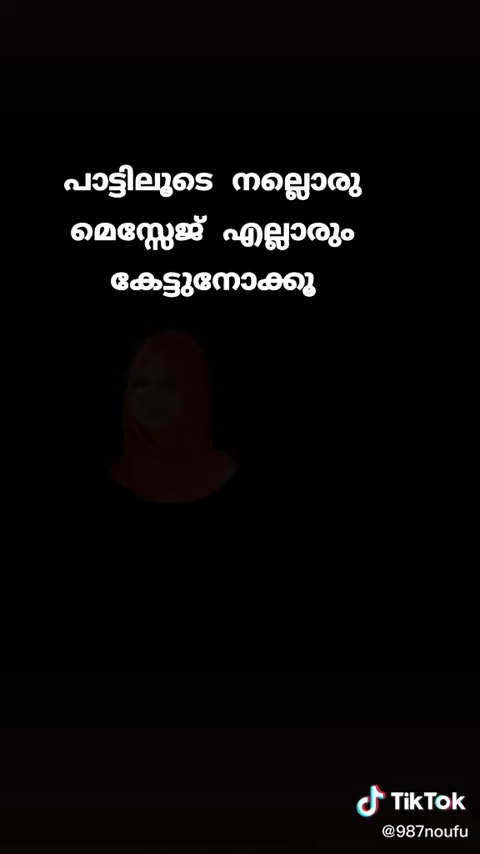 പാട്ടിലൂടെ നല്ലൊരു
മെസ്സേജ് എല്ലാരും
കേട്ടുനോക്കൂ
TikTok
@987noufu